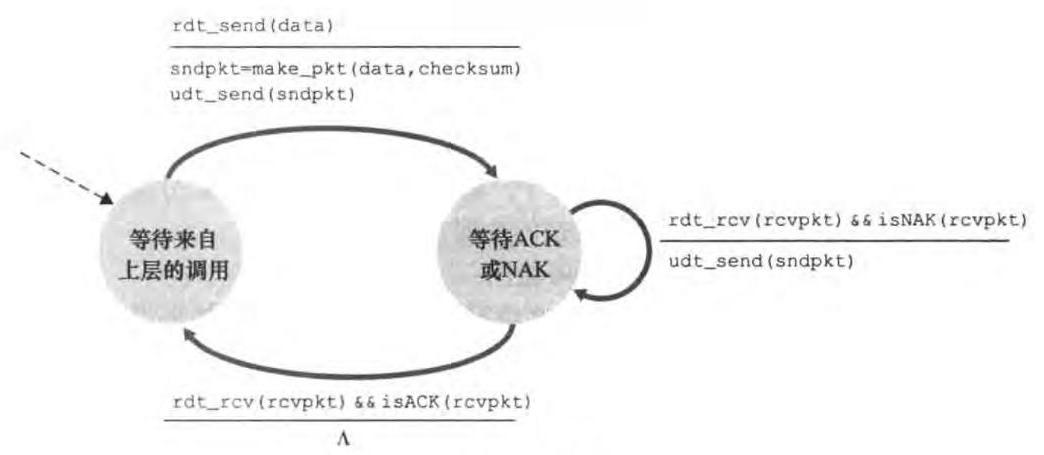 rdt_send(data)
sndpkt=make_pkt(data,checksum)
udt_send(sndpkt)
等待来自
上层的调用
等待ACK
或NAK
rdt_rcv(rcvpkt) && isNAK(rcvpkt)
udt_send(sndpkt)
rdt_rcv(rcvpkt) && isACK(rcvpkt)
Λ